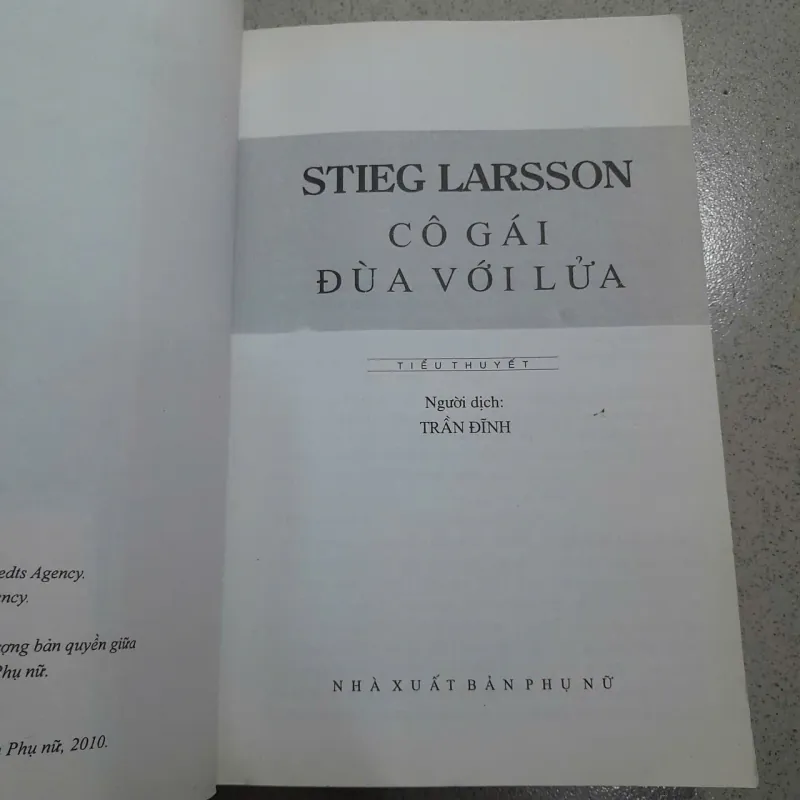 edts Agency.
ency.
ợng bản quyền giữa
Phụ nữ.
Phụ nữ, 2010.
STIEG LARSSON
CÔ GÁI
ĐÙA VỚI LỬA
TIỂU THUYẾT
Người dịch:
TRẦN ĐĨNH
NHÀ XUẤT BẢN PHỤ NỮ